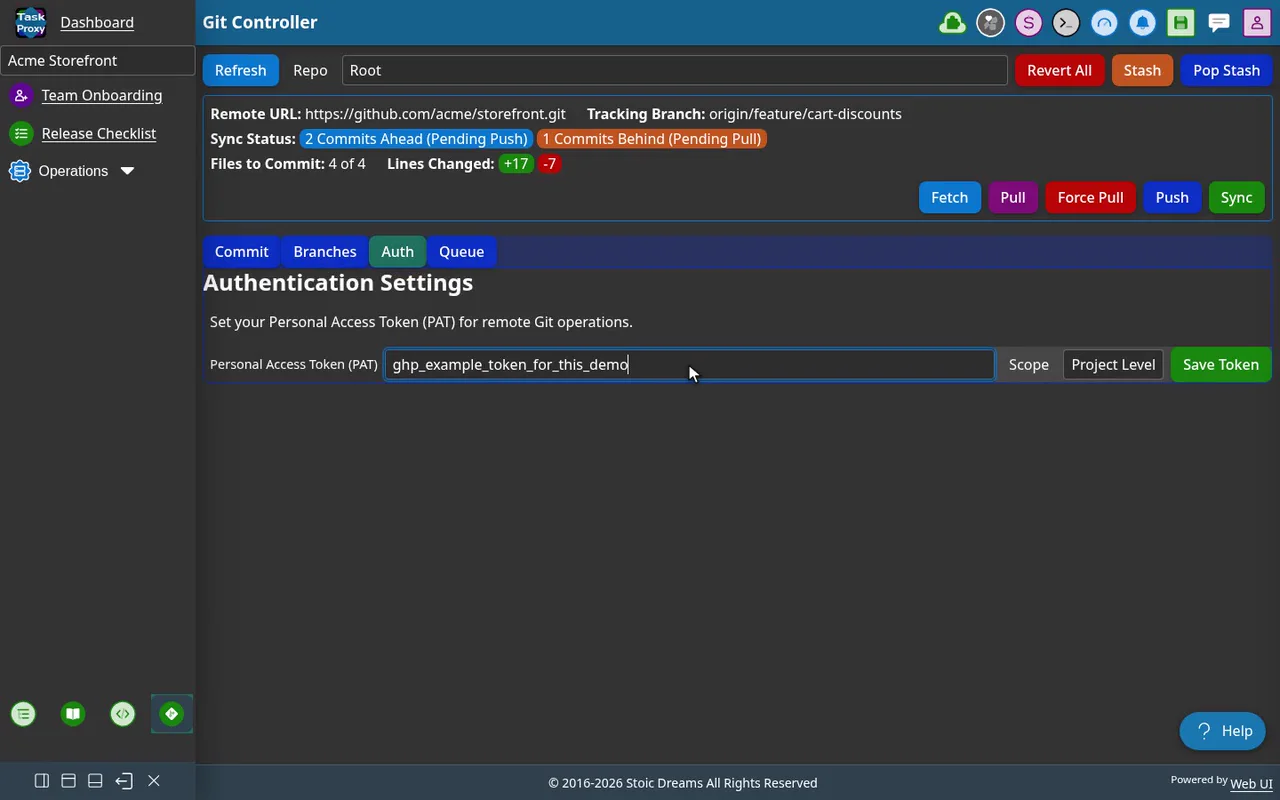 Task
Proxy
Dashboard
Git Controller
S
Acme Storefront
Team Onboarding
Release Checklist
Operations
Refresh
Repo
Root
Revert All
Stash
Pop Stash
Remote URL: https://github.com/acme/storefront.git
Tracking Branch: origin/feature/cart-discounts
Sync Status: 2 Commits Ahead (Pending Push) 1 Commits Behind (Pending Pull)
Files to Commit: 4 of 4
Lines Changed: +17 -7
Fetch
Pull
Force Pull
Push
Sync
Commit
Branches
Auth
Queue
Authentication Settings
Set your Personal Access Token (PAT) for remote Git operations.
Personal Access Token (PAT)
ghp_example_token_for_this_demo
Scope
Project Level
Save Token
? Help
© 2016-2026 Stoic Dreams All Rights Reserved
Powered by Web UI